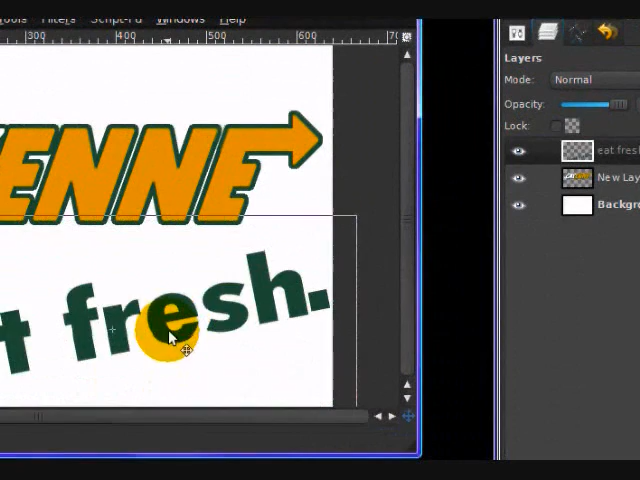 Tools Filters Script-Fu Windows Help
300 400 500 600
Layers
Mode: Normal
Opacity:
Lock:
eat fresh
New Lay
Backgro
ENNE
t fresh.